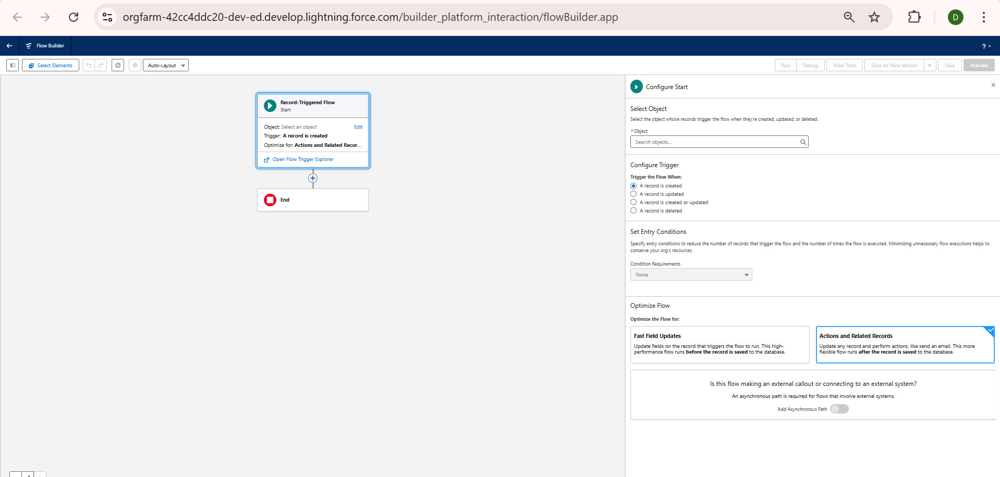 orgfarm-42cc4ddc20-dev-ed.develop.lightning.force.com/builder_platform_interaction/flowBuilder.app
D
Flow Builder
?
Select Elements
Auto-Layout
Run
Debug
View Tests
Save As New Version
Save
Activate
Record-Triggered Flow
Start
Object: Select an object
Edit
Trigger: A record is created
Optimize for: Actions and Related Recor...
Open Flow Trigger Explorer
End
Configure Start
Select Object
Select the object whose records trigger the flow when they're created, updated, or deleted.
*Object
Search objects...
Configure Trigger
Trigger the Flow When:
A record is created
A record is updated
A record is created or updated
A record is deleted
Set Entry Conditions
Specify entry conditions to reduce the number of records that trigger the flow and the number of times the flow is executed. Minimizing unnecessary flow executions helps to
conserve your org's resources.
Condition Requirements
None
Optimize Flow
Optimize the Flow for:
Fast Field Updates
Update fields on the record that triggers the flow to run. This high-
performance flow runs before the record is saved to the database.
Actions and Related Records
Update any record and perform actions, like send an email. This more
flexible flow runs after the record is saved to the database.
Is this flow making an external callout or connecting to an external system?
An asynchronous path is required for flows that involve external systems.
Add Asynchronous Path